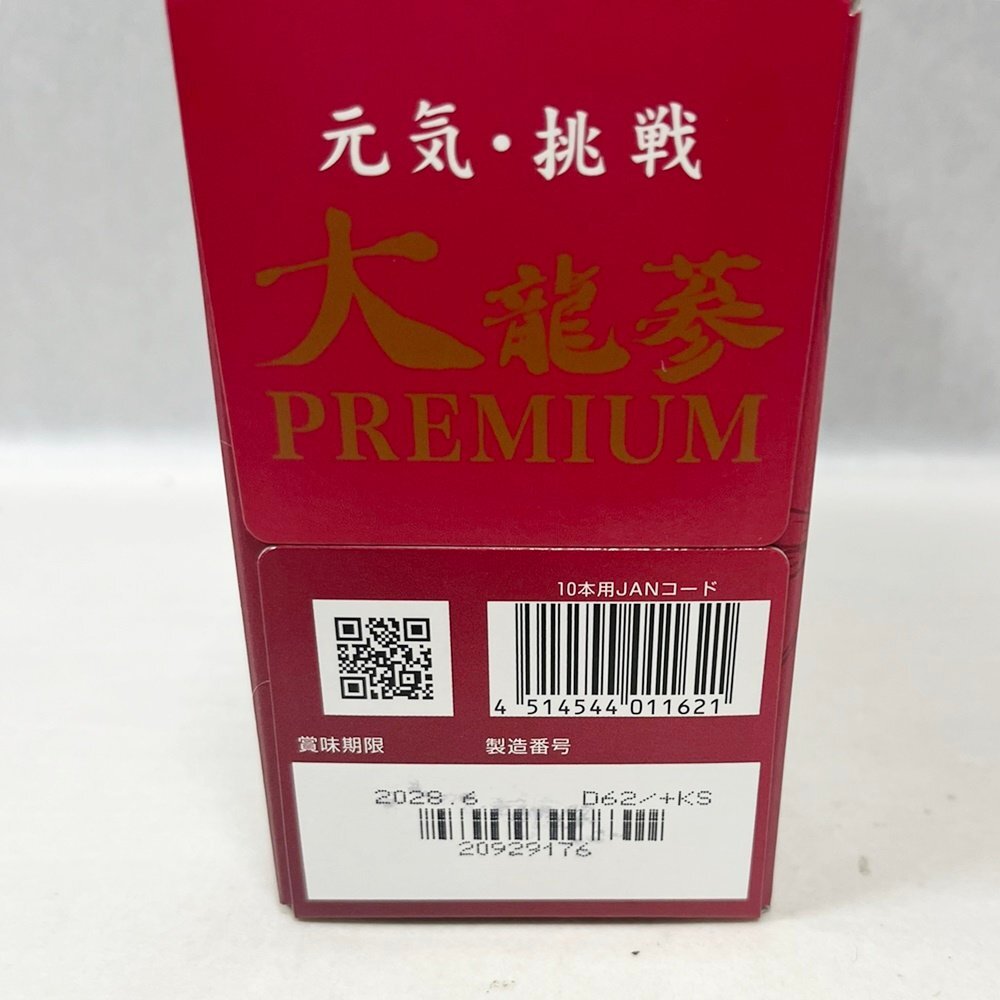 元気・挑戦
大龍蔘
PREMIUM
10本用JANコード
4 514544 011621
賞味期限 製造番号
2028.6 D62/+KS
20929176